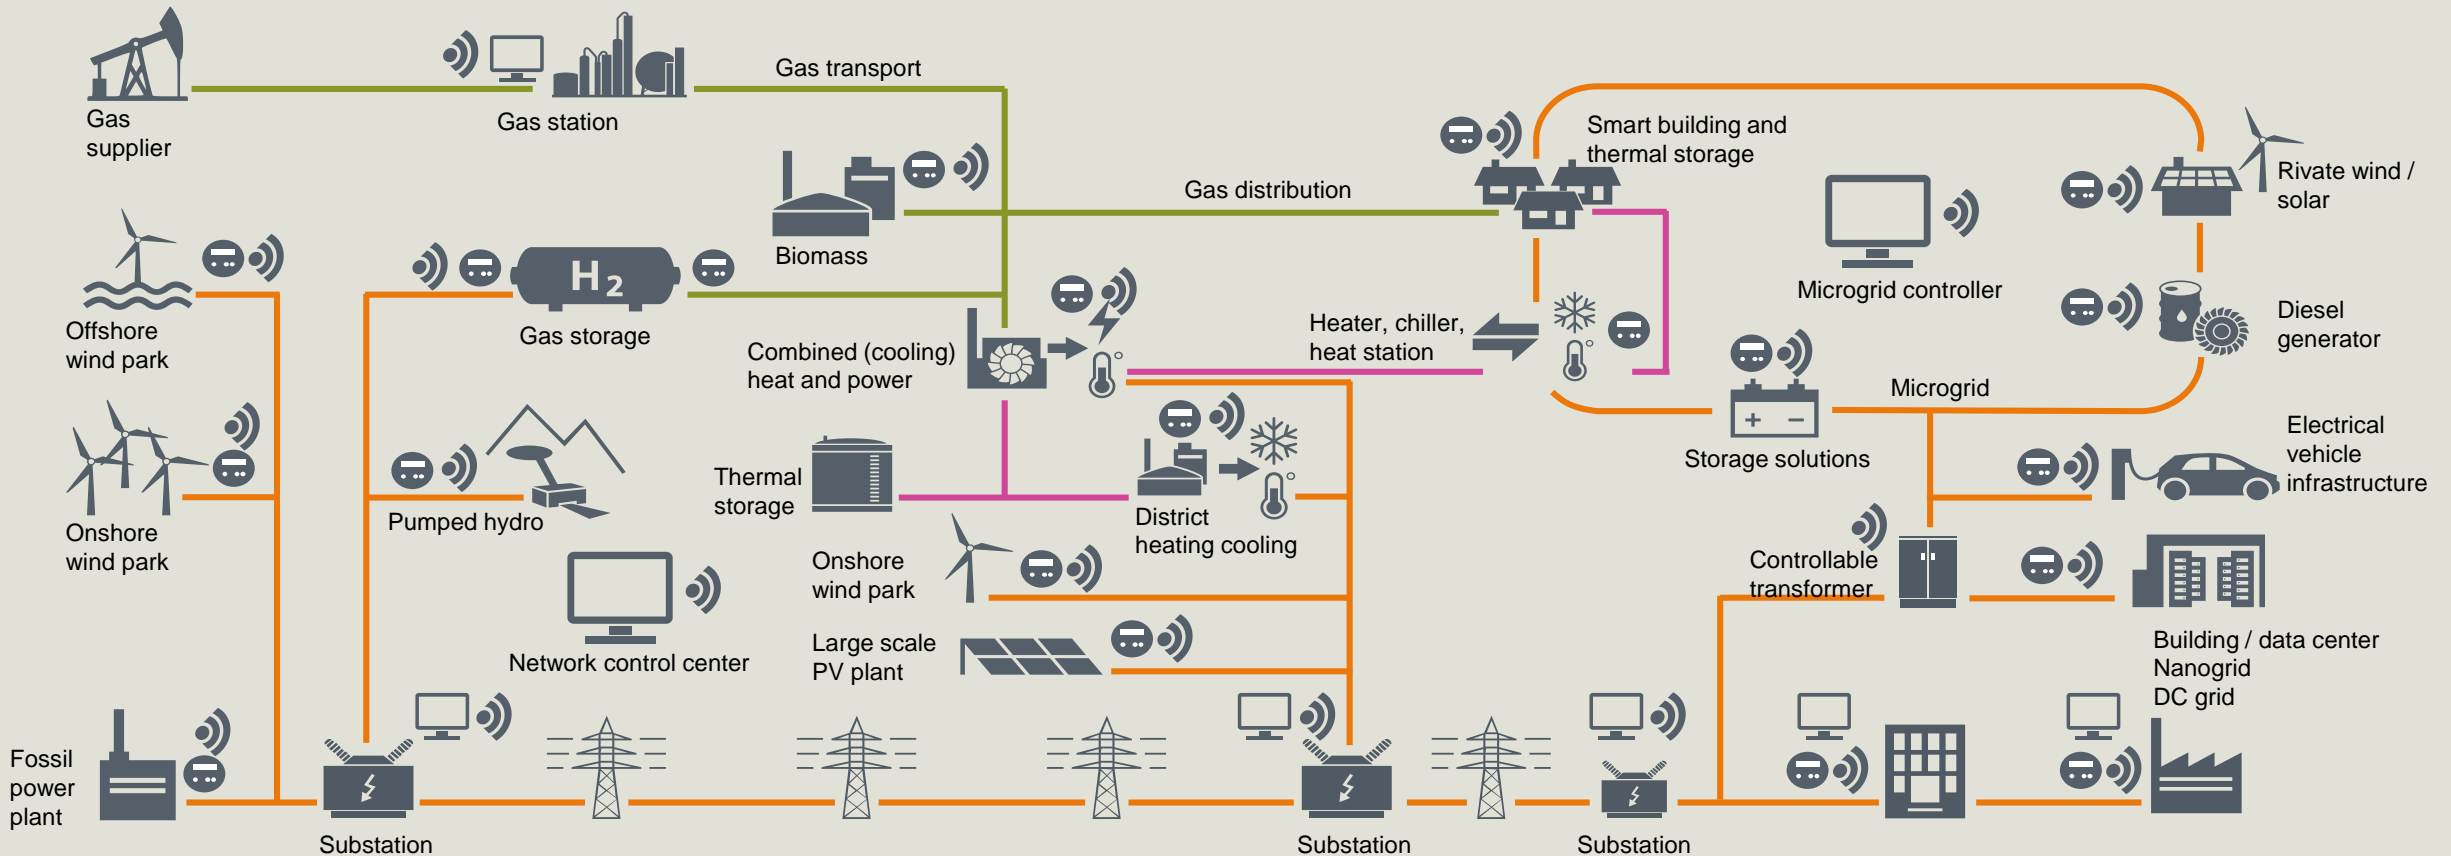 Gas transport
Gas
supplier
Gas station
Smart building and
thermal storage
Rivate wind /
solar
Gas distribution
Biomass
H2
Microgrid controller
Offshore
wind park
Gas storage
Combined (cooling)
heat and power
Heater, chiller,
heat station
Diesel
generator
Microgrid
Storage solutions
Electrical
vehicle
infrastructure
Thermal
storage
Pumped hydro
Onshore
wind park
District
heating cooling
Onshore
wind park
Controllable
transformer
Network control center
Large scale
PV plant
Building / data center
Nanogrid
DC grid
Fossil
power
plant
Substation
Substation
Substation